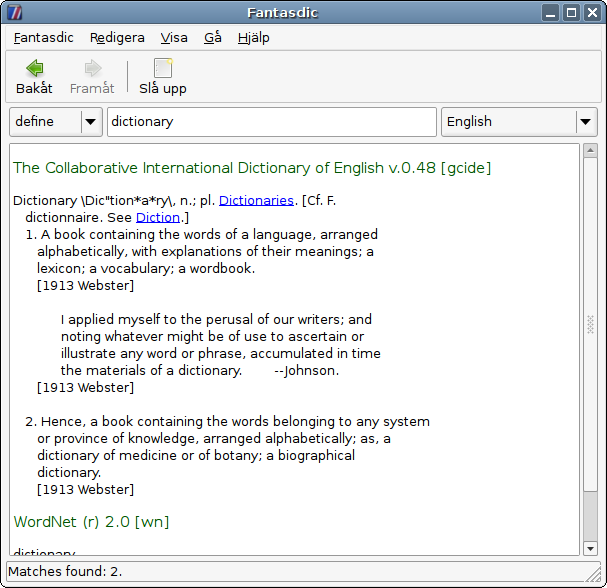 Fantasdic
Fantasdic Redigera Visa Gå Hjälp
Bakåt Framåt Slå upp
define dictionary English
The Collaborative International Dictionary of English v.0.48 [gcide]
Dictionary \Dic"tion*a*ry\, n.; pl. Dictionaries. [Cf. F.
dictionnaire. See Diction.]
1. A book containing the words of a language, arranged
alphabetically, with explanations of their meanings; a
lexicon; a vocabulary; a wordbook.
[1913 Webster]
I applied myself to the perusal of our writers; and
noting whatever might be of use to ascertain or
illustrate any word or phrase, accumulated in time
the materials of a dictionary. --Johnson.
[1913 Webster]
2. Hence, a book containing the words belonging to any system
or province of knowledge, arranged alphabetically; as, a
dictionary of medicine or of botany; a biographical
dictionary.
[1913 Webster]
WordNet (r) 2.0 [wn]
dictionary
Matches found: 2.